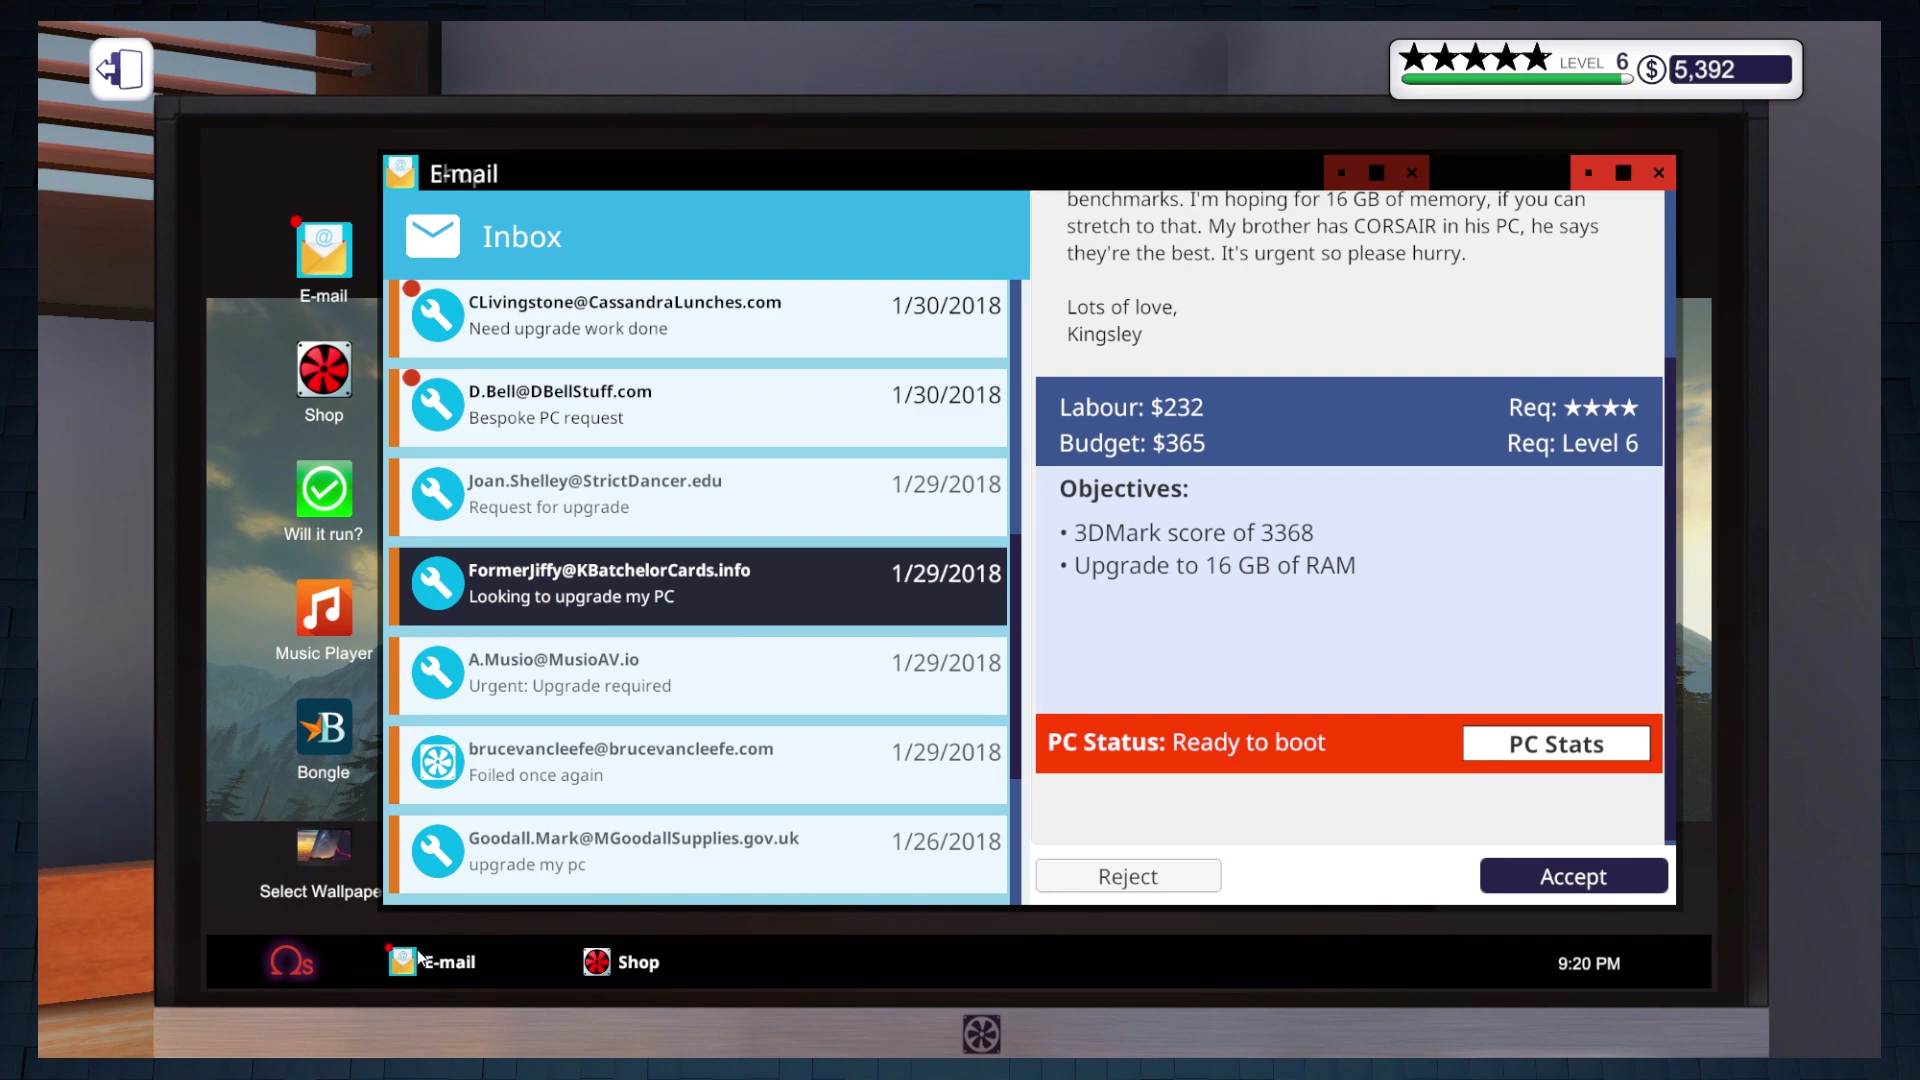 LEVEL 6 $ 5,392
E-mail
Inbox
CLivingstone@CassandraLunches.com 1/30/2018
Need upgrade work done
D.Bell@DBellStuff.com 1/30/2018
Bespoke PC request
Joan.Shelley@StrictDancer.edu 1/29/2018
Request for upgrade
FormerJiffy@KBatchelorCards.info 1/29/2018
Looking to upgrade my PC
A.Musio@MusioAV.io 1/29/2018
Urgent: Upgrade required
brucevancleefe@brucevancleefe.com 1/29/2018
Foiled once again
Goodall.Mark@MGoodallSupplies.gov.uk 1/26/2018
upgrade my pc
benchmarks. I'm hoping for 16 GB of memory, if you can
stretch to that. My brother has CORSAIR in his PC, he says
they're the best. It's urgent so please hurry.
Lots of love,
Kingsley
Labour: $232 Req: ★★★★
Budget: $365 Req: Level 6
Objectives:
• 3DMark score of 3368
• Upgrade to 16 GB of RAM
PC Status: Ready to boot PC Stats
Reject Accept
E-mail
Shop
Will it run?
Music Player
B
Bongle
Select Wallpape
Ωs E-mail Shop 9:20 PM